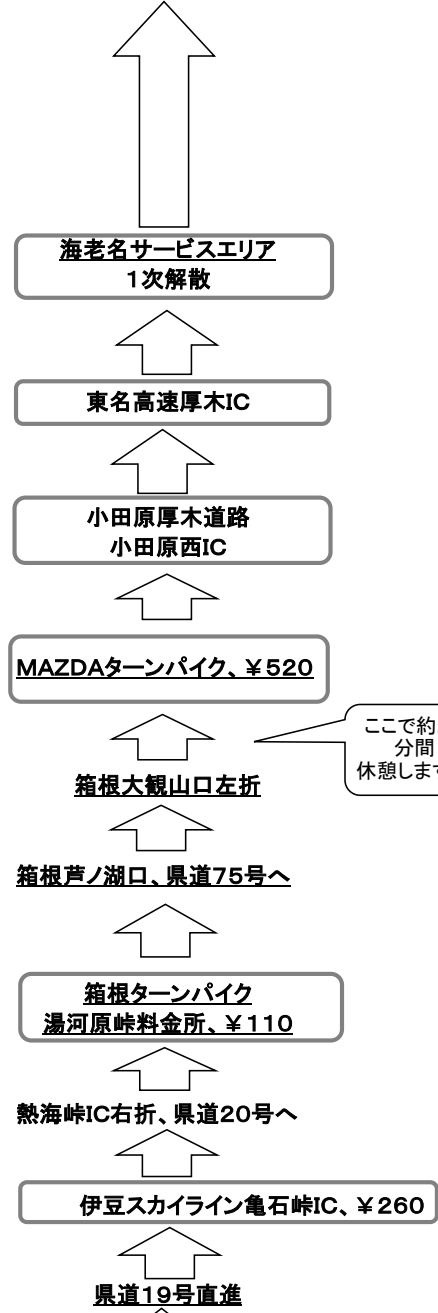 海老名サービスエリア
1次解散
東名高速厚木IC
小田原厚木道路
小田原西IC
MAZDAターンパイク、￥520
ここで約
分間
休憩します
箱根大観山口左折
箱根芦ノ湖口、県道75号へ
箱根ターンパイク
湯河原峠料金所、￥110
熱海峠IC右折、県道20号へ
伊豆スカイライン亀石峠IC、￥260
県道19号直進